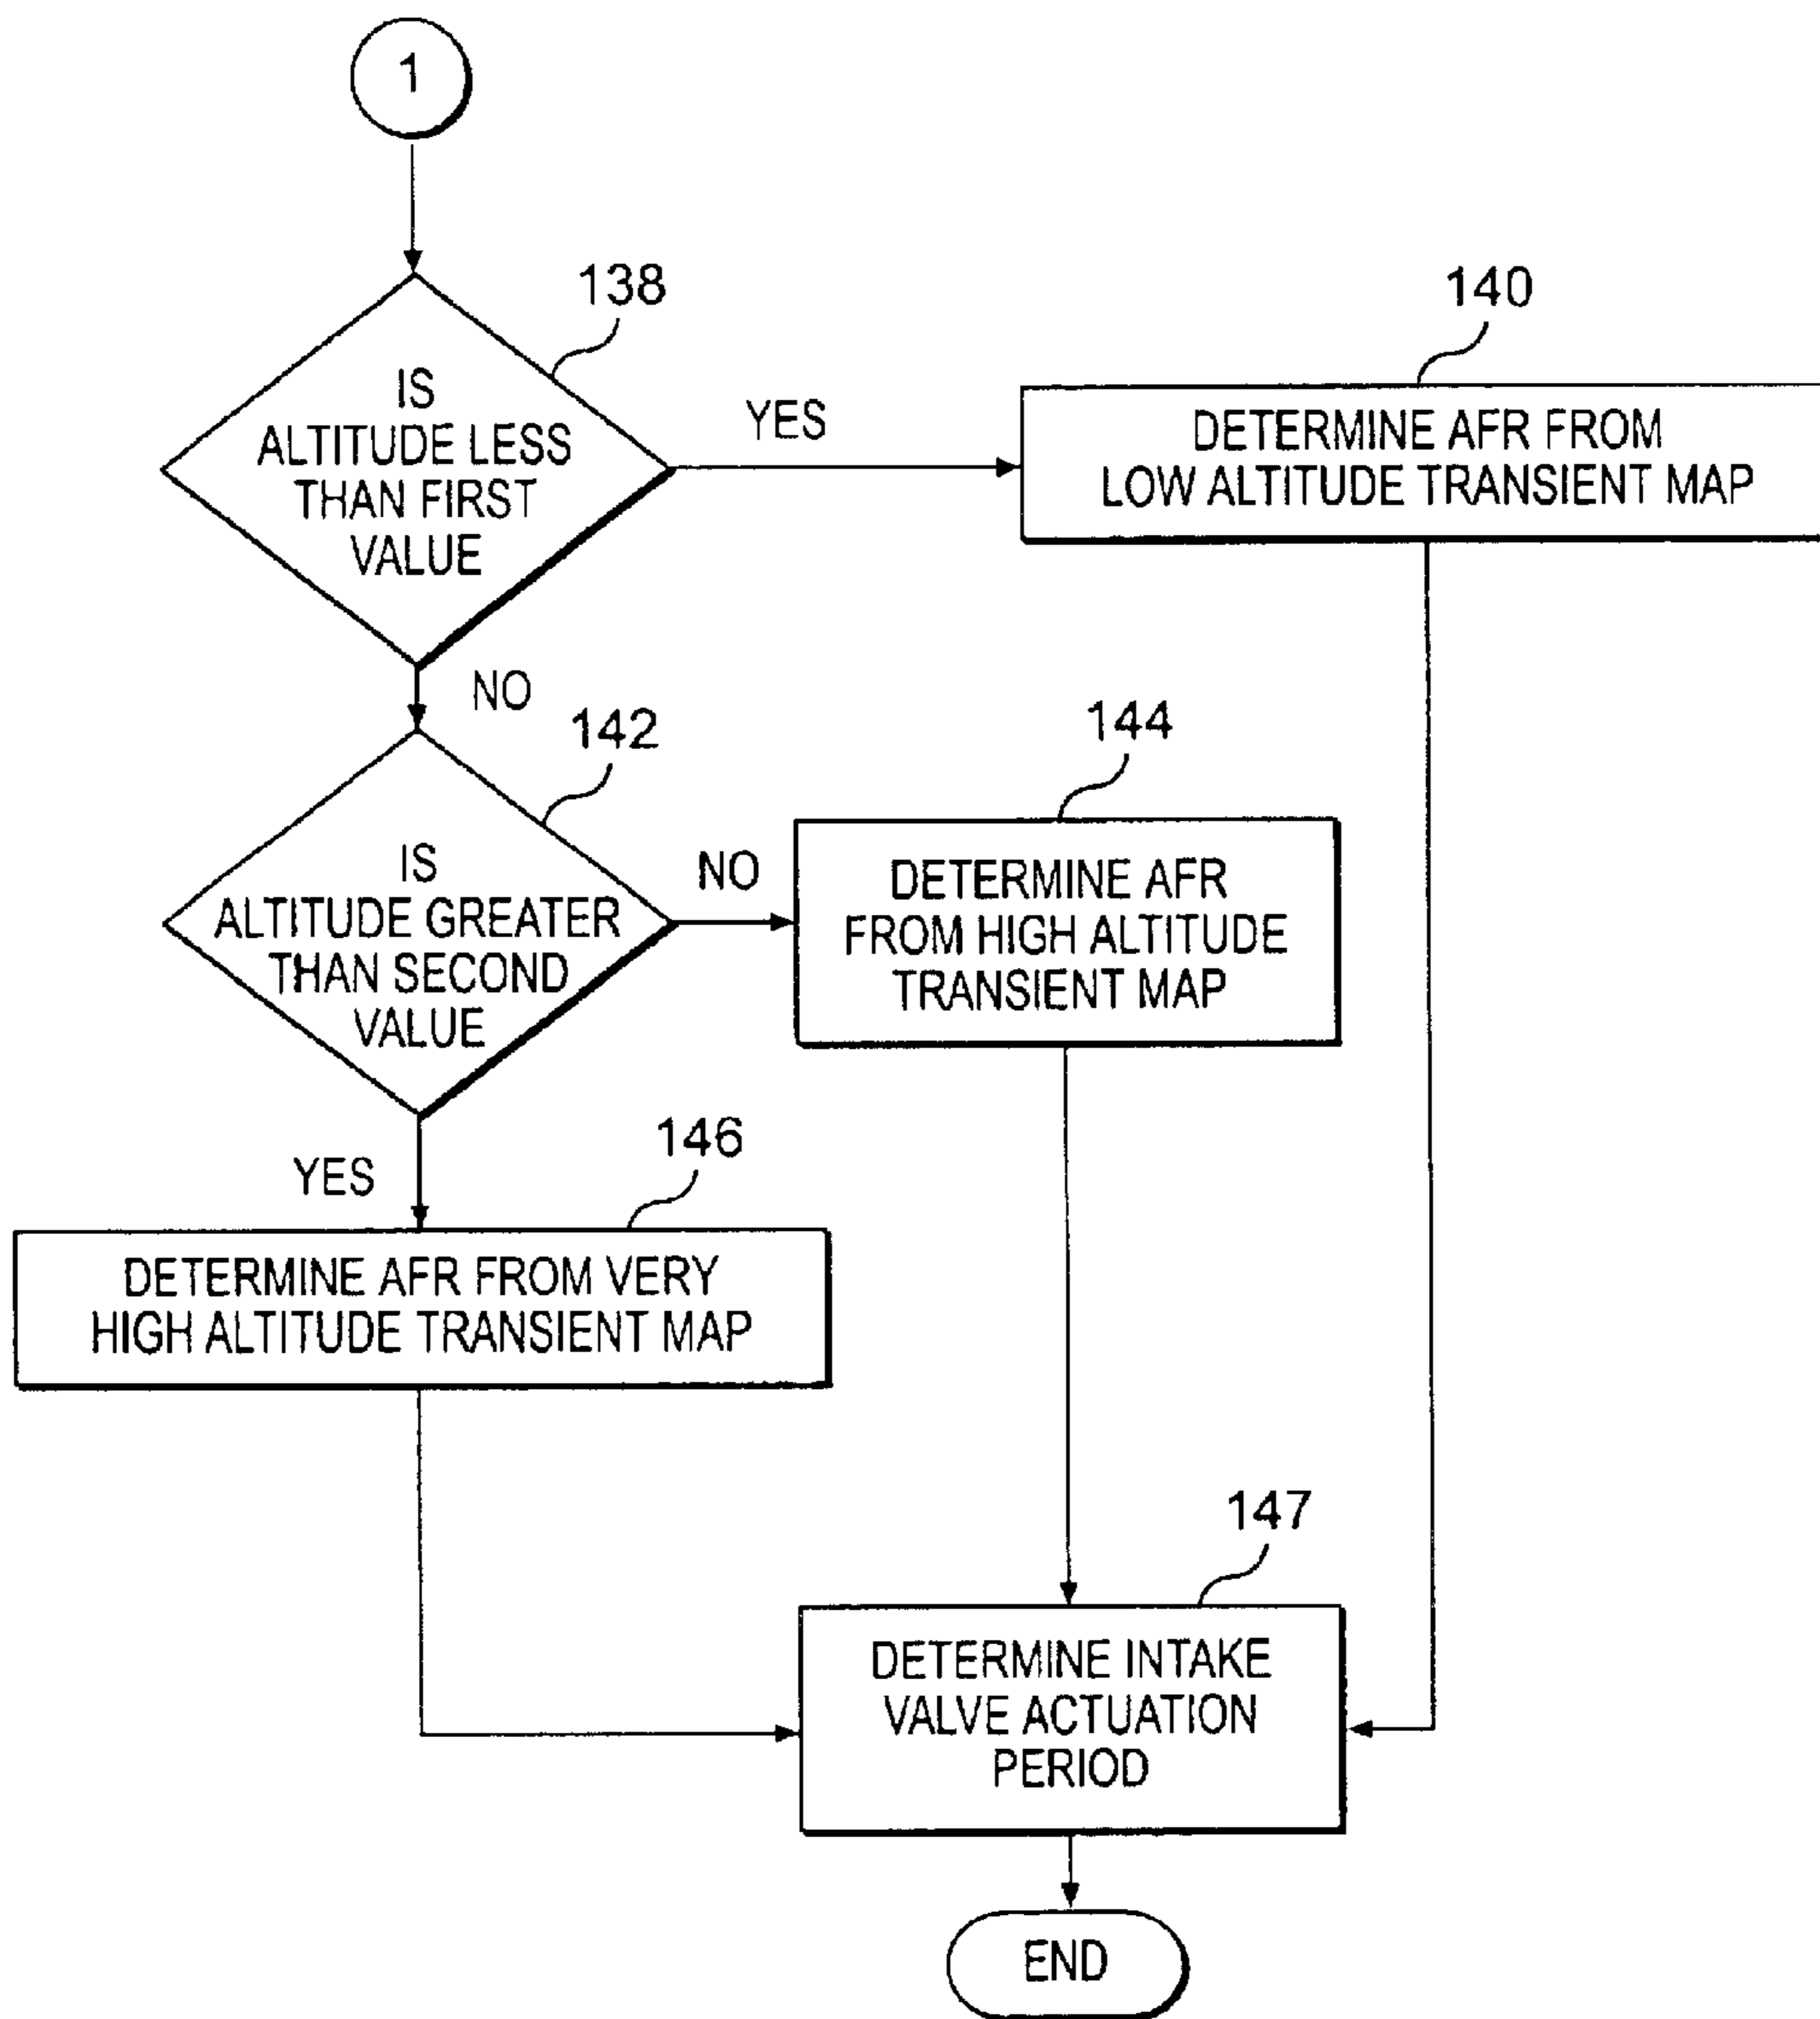 1
138
IS
ALTITUDE LESS
THAN FIRST
VALUE
YES
140
DETERMINE AFR FROM
LOW ALTITUDE TRANSIENT MAP
NO
142
IS
ALTITUDE GREATER
THAN SECOND
VALUE
NO
144
DETERMINE AFR
FROM HIGH ALTITUDE
TRANSIENT MAP
YES
146
DETERMINE AFR FROM VERY
HIGH ALTITUDE TRANSIENT MAP
147
DETERMINE INTAKE
VALVE ACTUATION
PERIOD
END